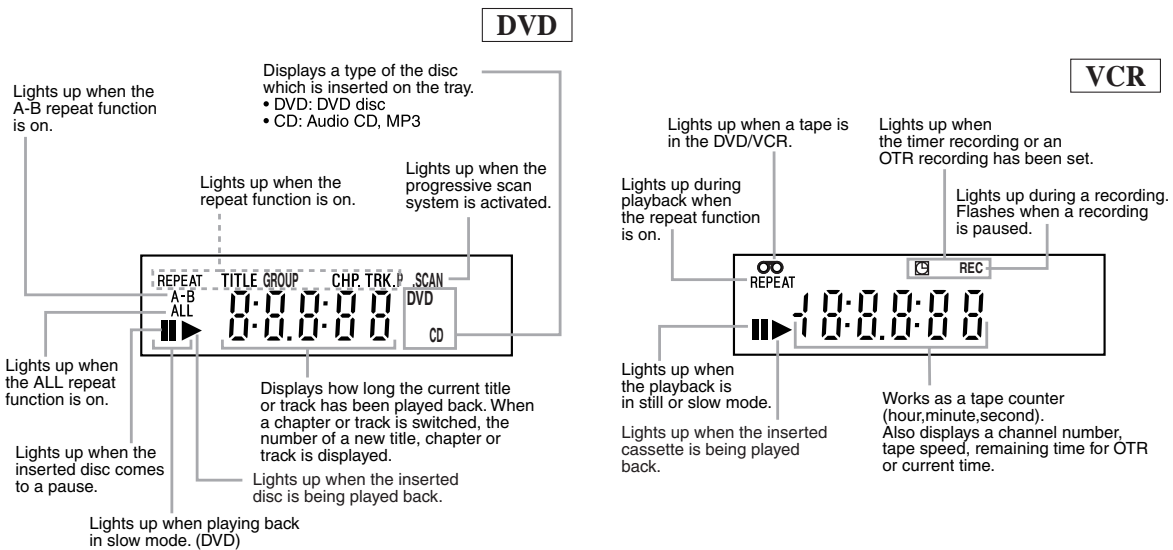 DVD
Displays a type of the disc
which is inserted on the tray.
• DVD: DVD disc
• CD: Audio CD, MP3
Lights up when the
A-B repeat function
is on.
Lights up when the
repeat function is on.
Lights up when the
progressive scan
system is activated.
REPEAT TITLE GROUP CHP. TRK.P .SCAN
A-B
ALL
8:8.8:8 8
DVD
CD
Lights up when
the ALL repeat
function is on.
Displays how long the current title
or track has been played back. When
a chapter or track is switched, the
number of a new title, chapter or
track is displayed.
Lights up when the
inserted disc comes
to a pause.
Lights up when the inserted
disc is being played back.
Lights up when playing back
in slow mode. (DVD)
VCR
Lights up when a tape is
in the DVD/VCR.
Lights up when
the timer recording or an
OTR recording has been set.
Lights up during
playback when
the repeat function
is on.
Lights up during a recording.
Flashes when a recording
is paused.
REPEAT
REC
-18:8.8:8 8
Lights up when
the playback is
in still or slow mode.
Lights up when the inserted
cassette is being played
back.
Works as a tape counter
(hour,minute,second).
Also displays a channel number,
tape speed, remaining time for OTR
or current time.